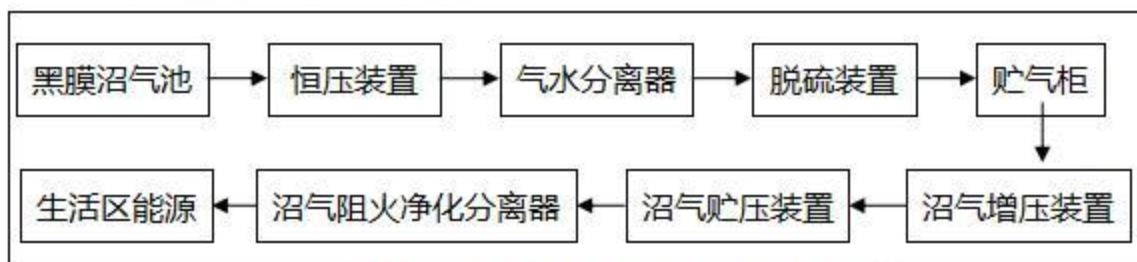 黑膜沼气池
恒压装置
气水分离器
脱硫装置
贮气柜
沼气增压装置
沼气贮压装置
沼气阻火净化分离器
生活区能源